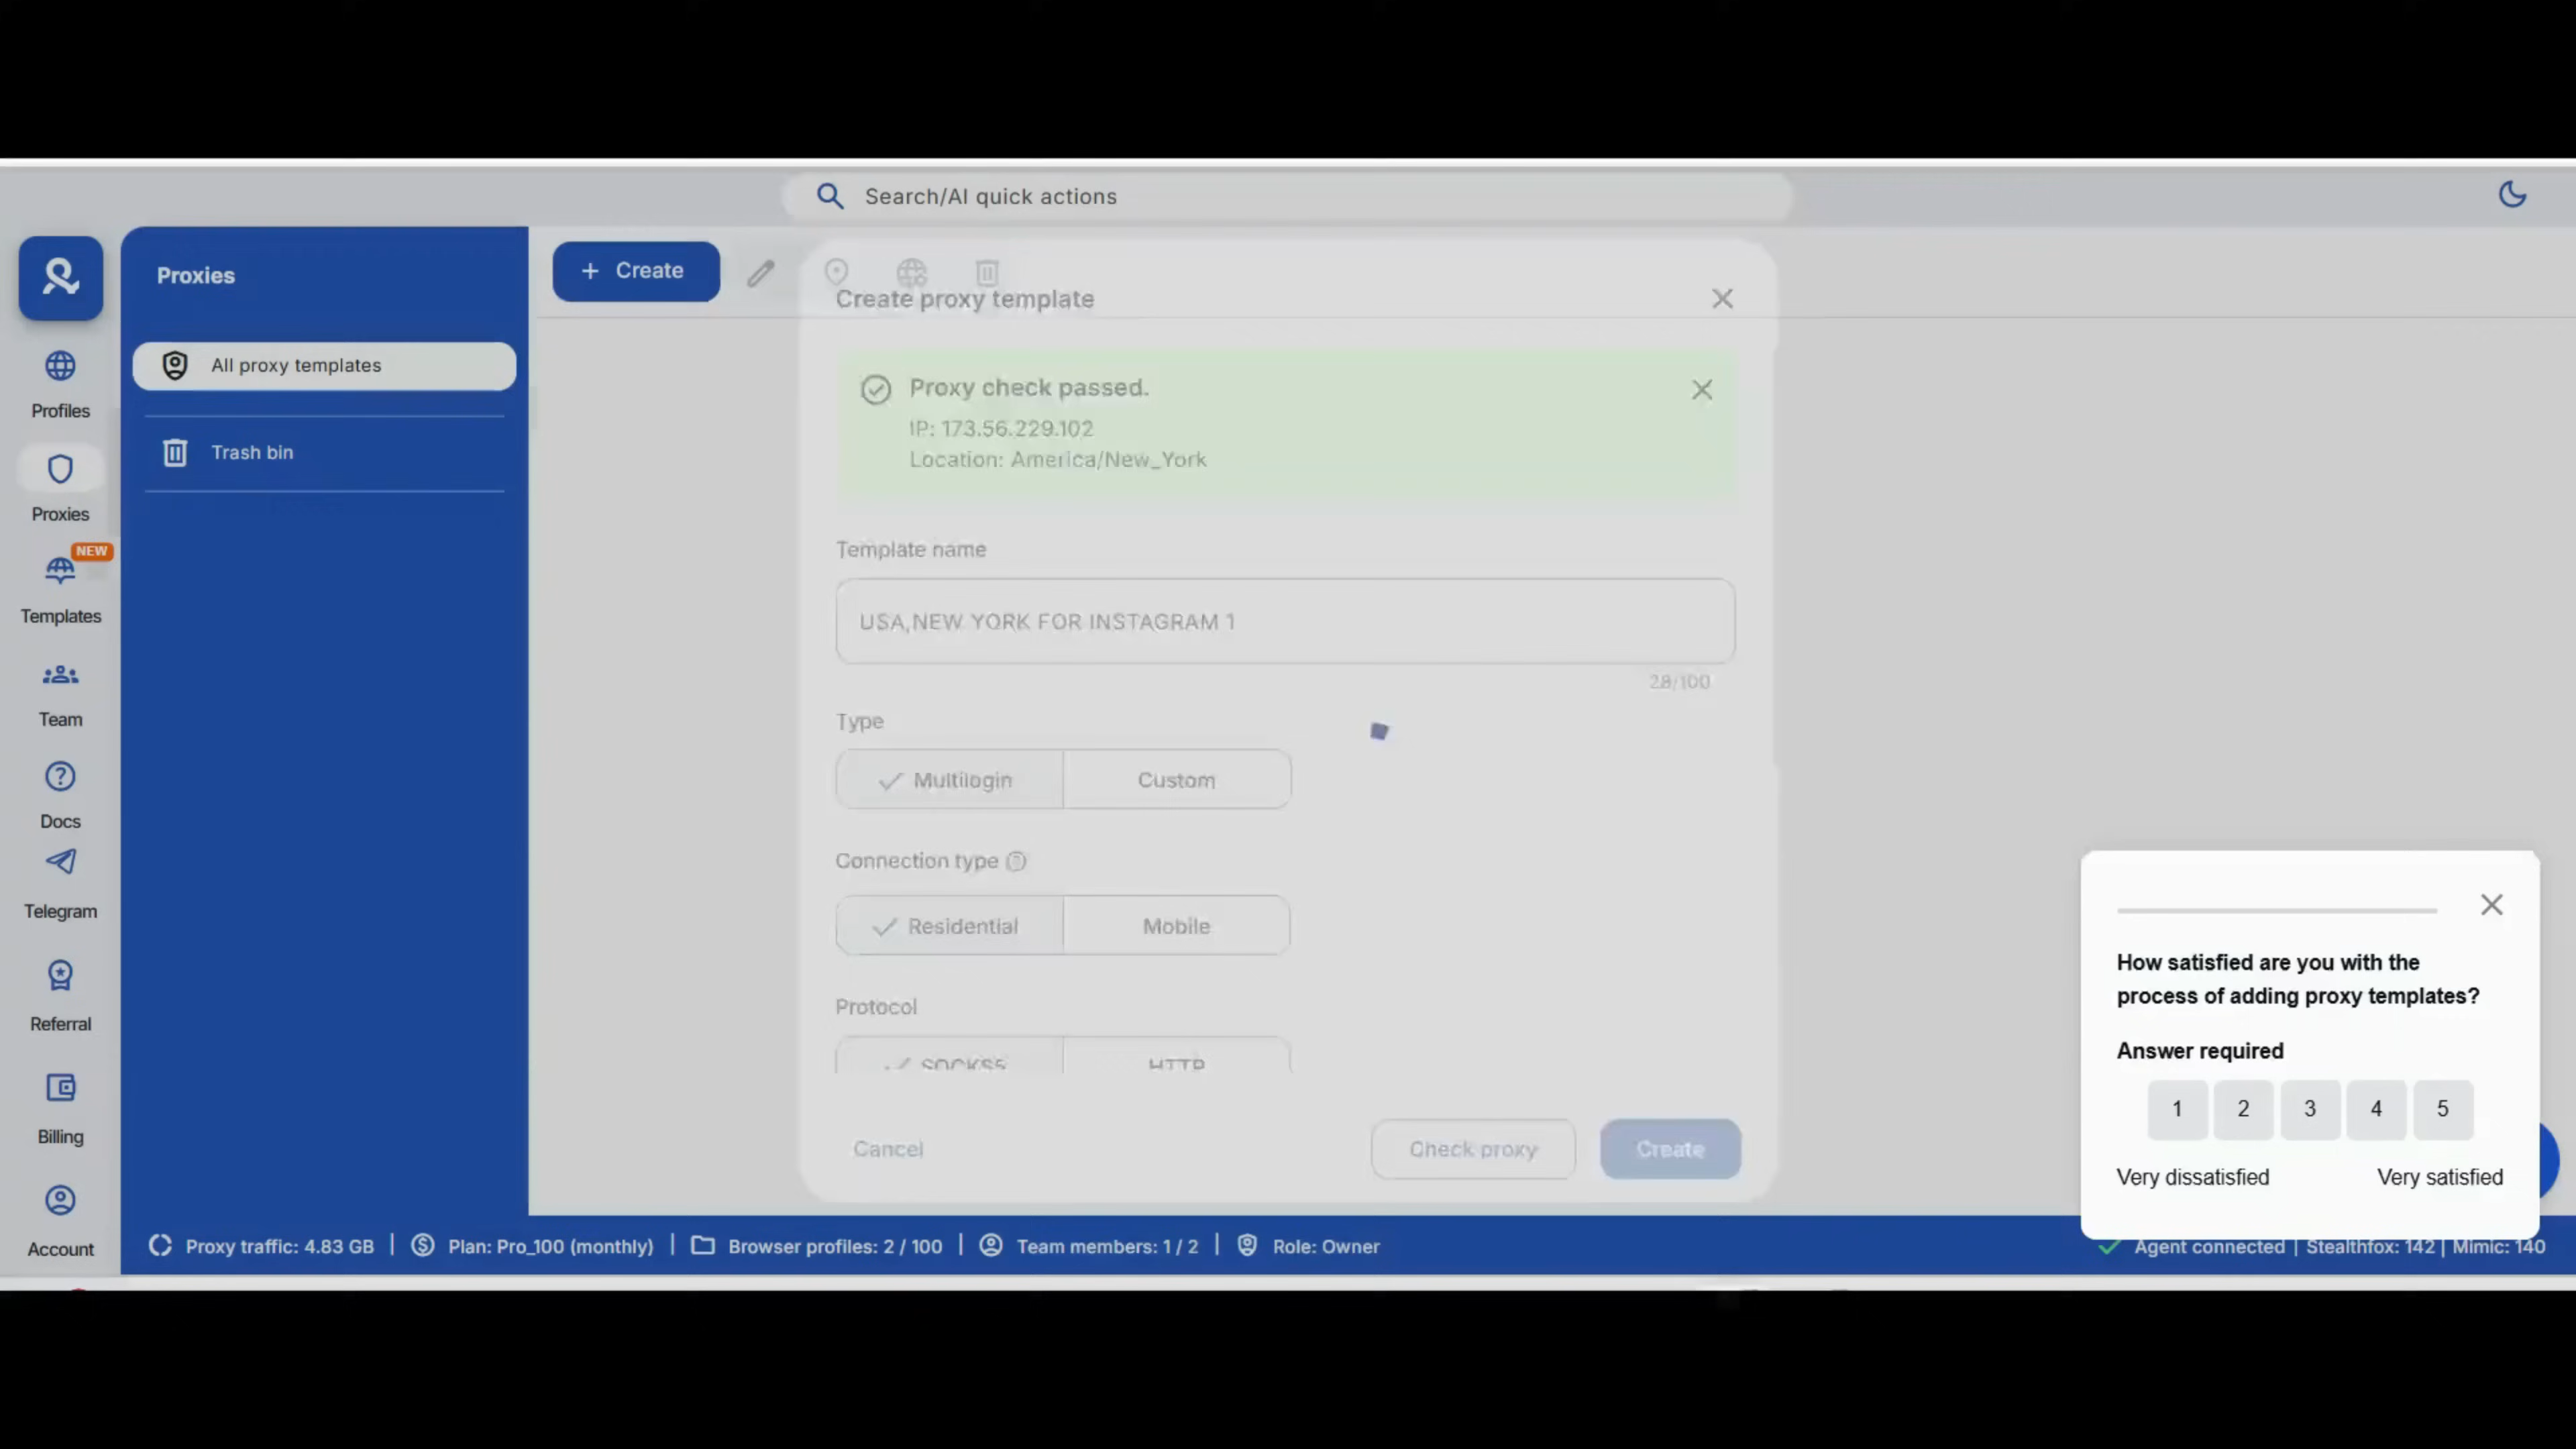 Search/AI quick actions
Proxies
+ Create
Create proxy template
All proxy templates
Trash bin
Profiles
Proxies
NEW
Templates
Team
Docs
Telegram
Referral
Billing
Account
Proxy check passed.
IP: 173.56.229.102
Location: America/New_York
Template name
USA,NEW YORK FOR INSTAGRAM 1
28/100
Type
Multilogin
Custom
Connection type
Residential
Mobile
Protocol
SOCKS5
HTTP
Cancel
Check proxy
Create
How satisfied are you with the
process of adding proxy templates?
Answer required
1 2 3 4 5
Very dissatisfied
Very satisfied
Proxy traffic: 4.83 GB | Plan: Pro_100 (monthly) | Browser profiles: 2 / 100 | Team members: 1 / 2 | Role: Owner
Agent connected | Stealthfox: 142 | Mimic: 140